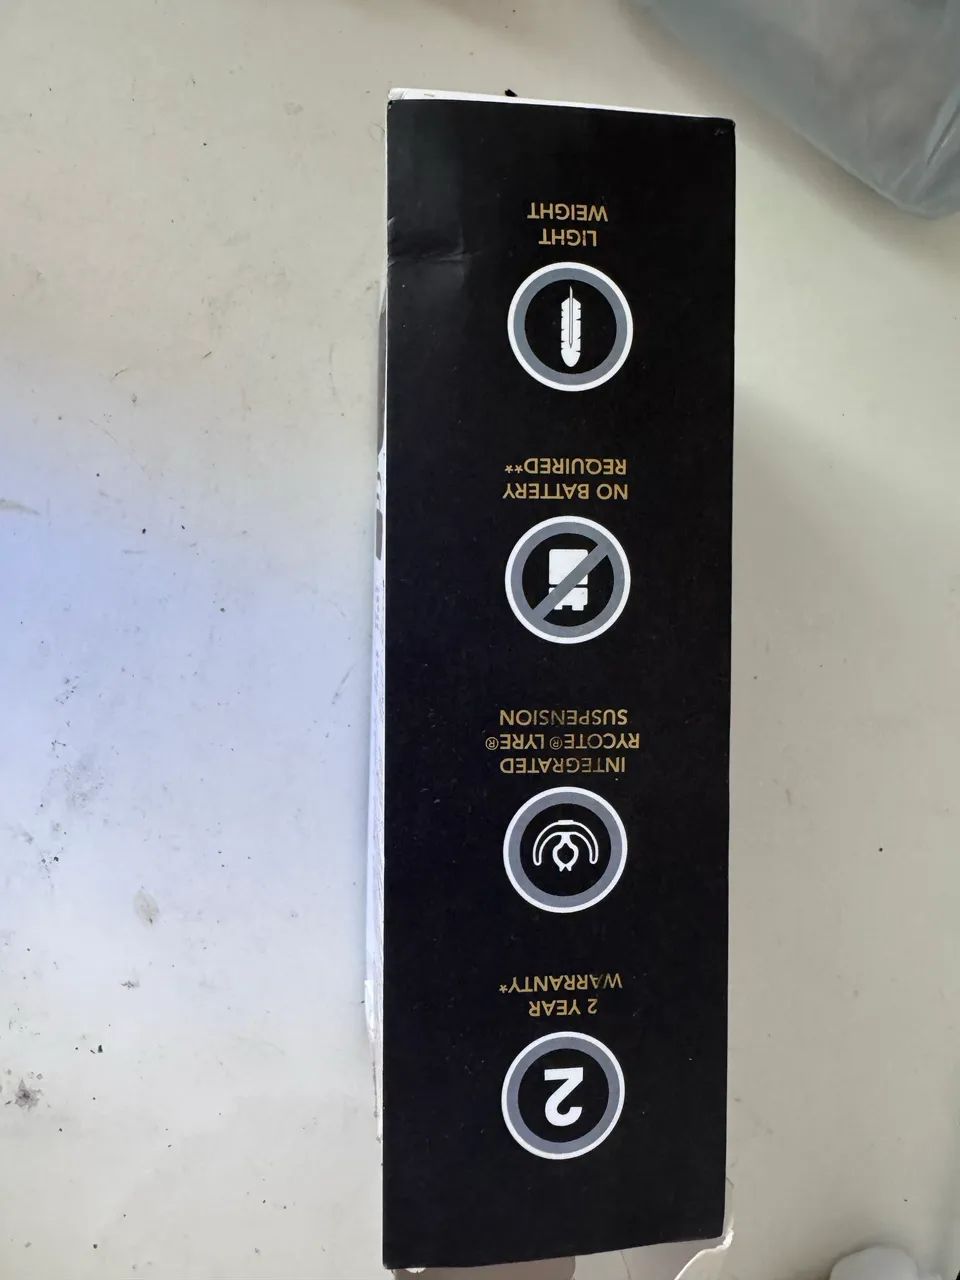 2
2 YEAR
WARRANTY*
INTEGRATED
RYCOTE® LYRE®
SUSPENSION
NO BATTERY
REQUIRED**
LIGHT
WEIGHT